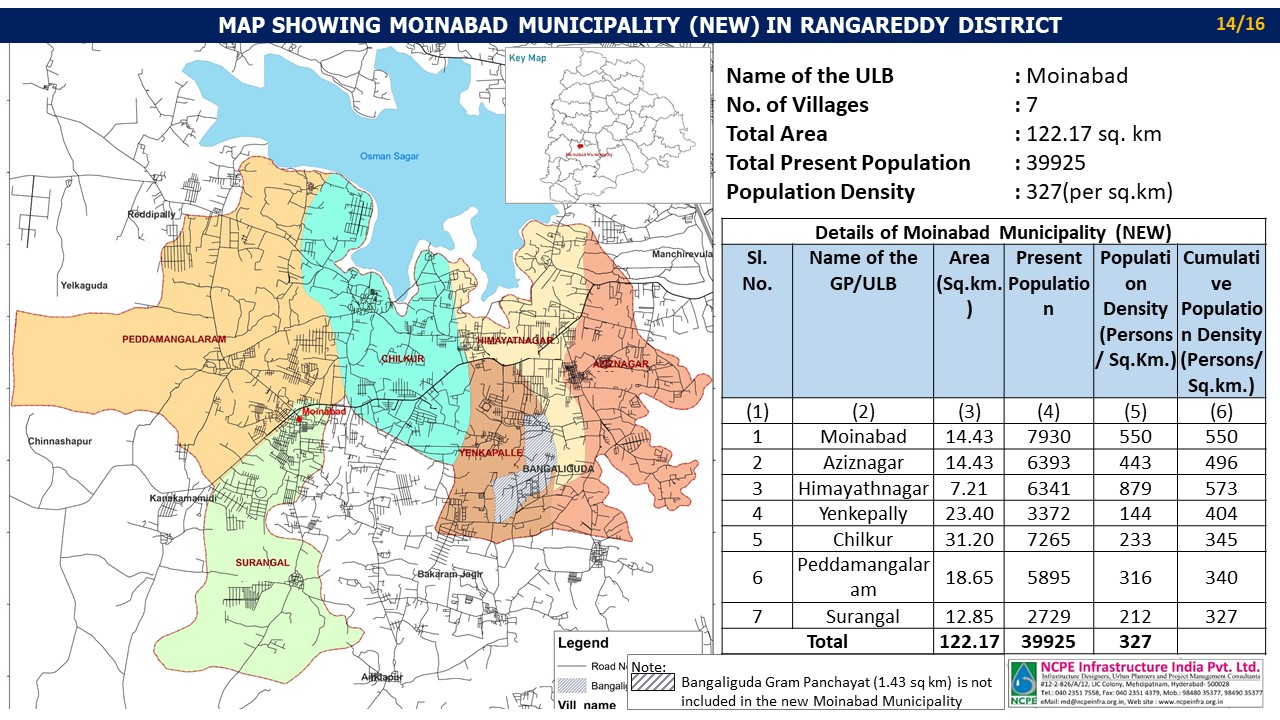 MAP SHOWING MOINABAD MUNICIPALITY (NEW) IN RANGAREDDY DISTRICT
14/16
Key Map
Moinabad Municipality
Osman Sagar
Reddipally
Manchirevula
Yelkaguda
PEDDAMANGALARAM
HIMAYATNAGAR
CHILKUR
AZIZNAGAR
Moinabad
Chinnashapur
YENKAPALLE
BANGALIGUDA
Kanakamamidi
SURANGAL
Bakaram Jagir
Legend
Road N
Bangalig
Vill name
Note:
Bangaliguda Gram Panchayat (1.43 sq km) is not
included in the new Moinabad Municipality
Name of the ULB : Moinabad
No. of Villages : 7
Total Area : 122.17 sq. km
Total Present Population : 39925
Population Density : 327(per sq.km)
Details of Moinabad Municipality (NEW)
Sl. No. Name of the GP/ULB Area (Sq.km.) Present Population Population Density (Persons/ Sq.Km.) Cumulative Population Density (Persons/ Sq.km.)
(1) (2) (3) (4) (5) (6)
1 Moinabad 14.43 7930 550 550
2 Aziznagar 14.43 6393 443 496
3 Himayathnagar 7.21 6341 879 573
4 Yenkepally 23.40 3372 144 404
5 Chilkur 31.20 7265 233 345
6 Peddamangalaram 18.65 5895 316 340
7 Surangal 12.85 2729 212 327
Total 122.17 39925 327
NCPE
NCPE Infrastructure India Pvt. Ltd.
Infrastructure Designers, Urban Planners and Project Management Consultants
#12-2-826/A/12, LIC Colony, Mehdipatnam, Hyderabad- 500028
Tel.: 040 2351 7558, Fax: 040 2351 4379, Mob.: 98480 35377, 98490 35377
eMail: md@ncpeinfra.org.in, Web site : www.ncpeinfra.org.in